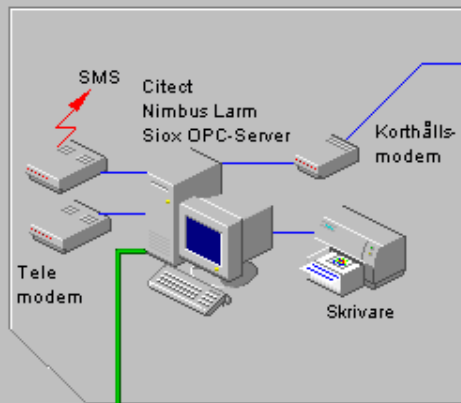 SMS
Citect
Nimbus Larm
Siox OPC-Server
Korthålls-
modem
Tele
modem
Skrivare